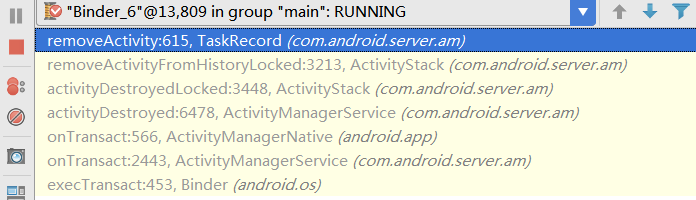 "Binder_6"@13,809 in group "main": RUNNING
removeActivity:615, TaskRecord (com.android.server.am)
removeActivityFromHistoryLocked:3213, ActivityStack (com.android.server.am)
activityDestroyedLocked:3448, ActivityStack (com.android.server.am)
activityDestroyed:6478, ActivityManagerService (com.android.server.am)
onTransact:566, ActivityManagerNative (android.app)
onTransact:2443, ActivityManagerService (com.android.server.am)
execTransact:453, Binder (android.os)